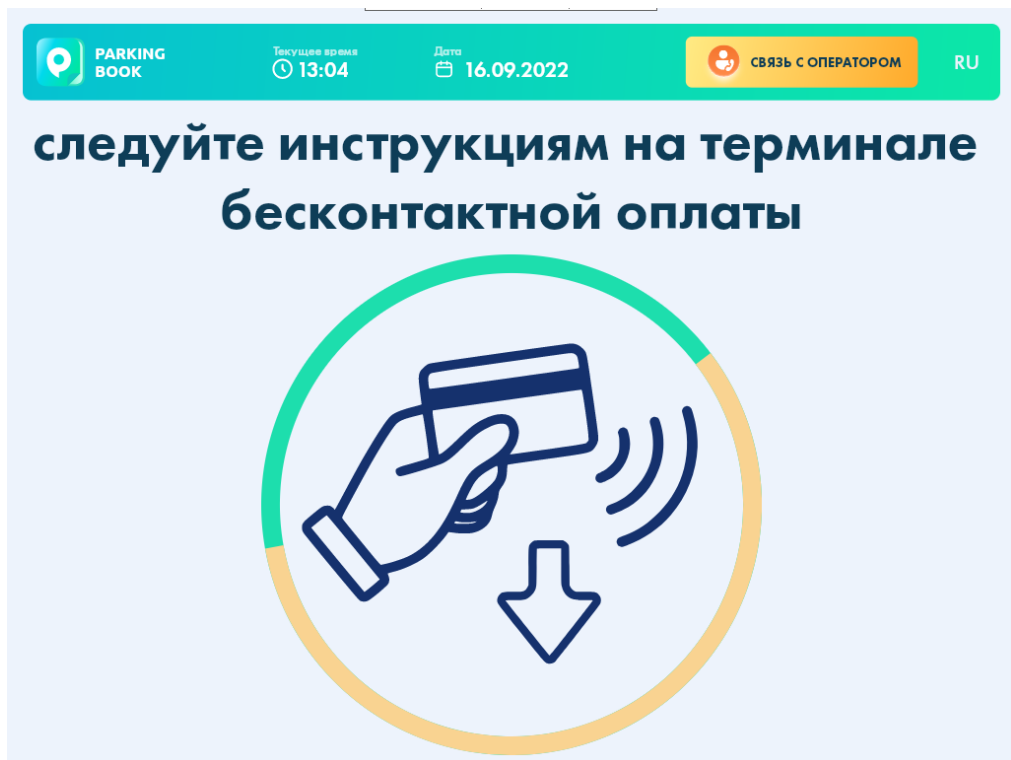 PARKING
BOOK
Текущее время
13:04
Дата
16.09.2022
СВЯЗЬ С ОПЕРАТОРОМ
RU
следуйте инструкциям на терминале
бесконтактной оплаты